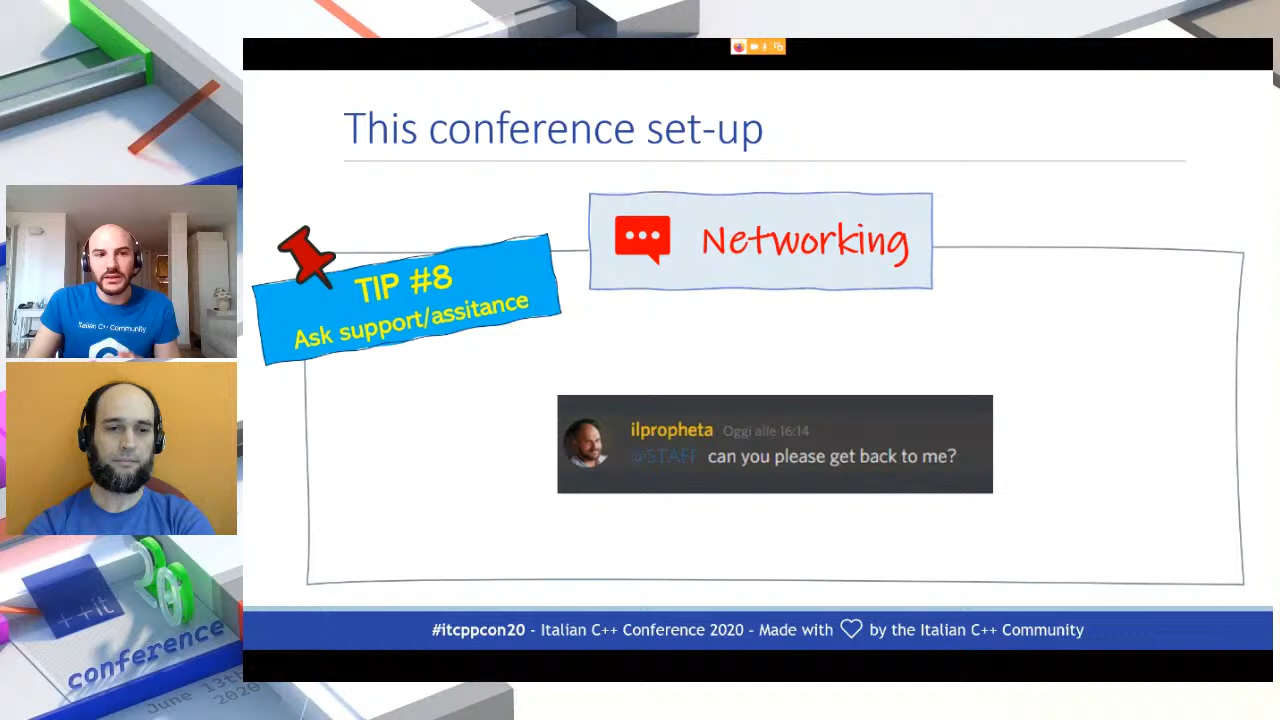 This conference set-up
Networking
TIP #8
Ask support/assitance
ilpropheta Oggi alle 16:14
@STAFF can you please get back to me?
Italian C++ Community
++it
conference
June 13th
2020
#itcppcon20 - Italian C++ Conference 2020 - Made with by the Italian C++ Community